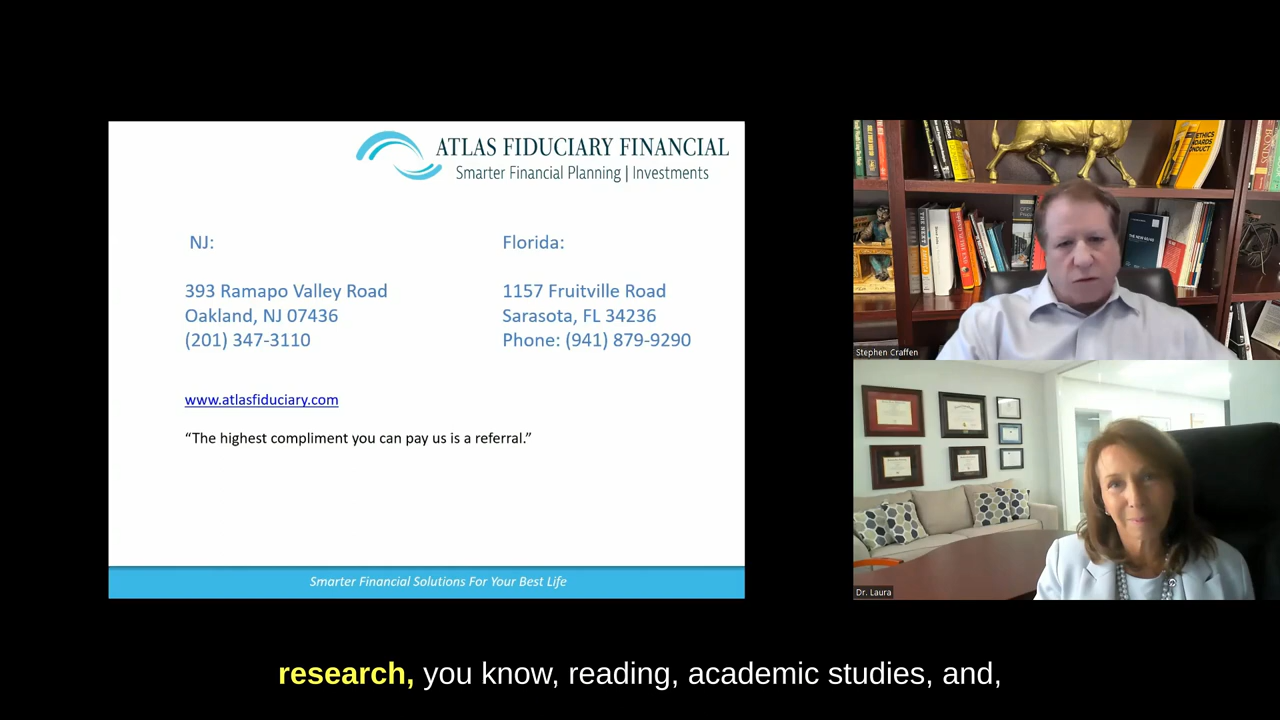 ATLAS FIDUCIARY FINANCIAL
Smarter Financial Planning | Investments
NJ:
393 Ramapo Valley Road
Oakland, NJ 07436
(201) 347-3110
Florida:
1157 Fruitville Road
Sarasota, FL 34236
Phone: (941) 879-9290
www.atlasfiduciary.com
“The highest compliment you can pay us is a referral.”
Smarter Financial Solutions For Your Best Life
ETHICS
BONDS
Stephen Craffen
Dr. Laura
research, you know, reading, academic studies, and,